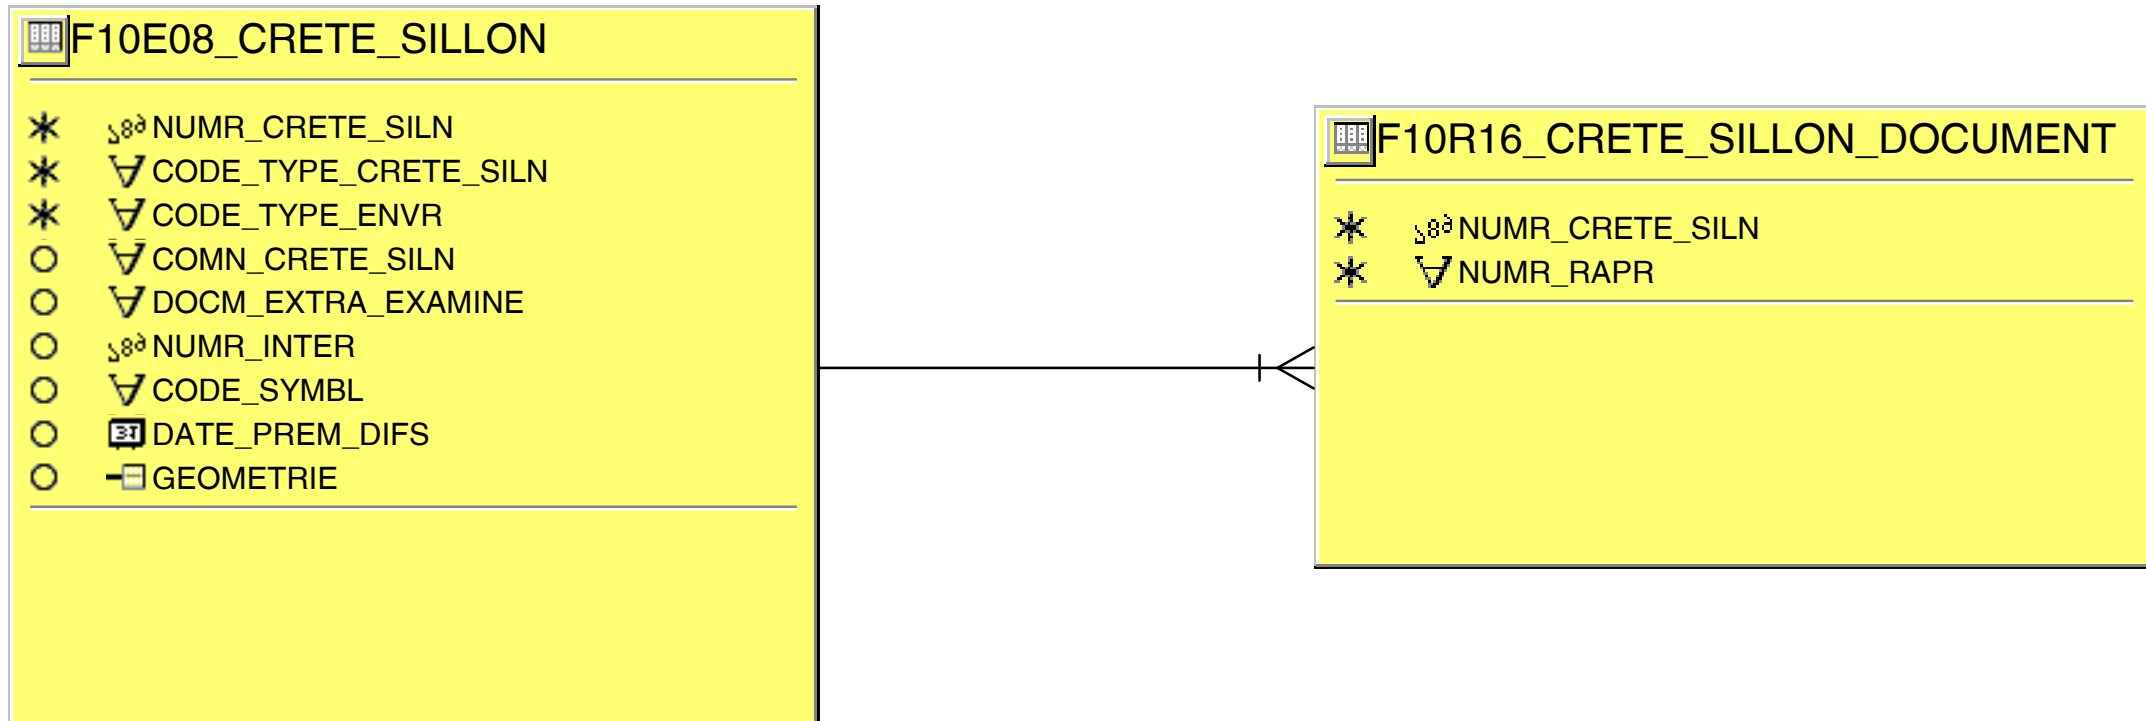 F10E08_CRETE_SILLON
NUMR_CRETE_SILN
CODE_TYPE_CRETE_SILN
CODE_TYPE_ENVR
COMN_CRETE_SILN
DOCM_EXTRA_EXAMINE
NUMR_INTER
CODE_SYMBL
DATE_PREM_DIFS
GEOMETRIE
F10R16_CRETE_SILLON_DOCUMENT
NUMR_CRETE_SILN
NUMR_RAPR